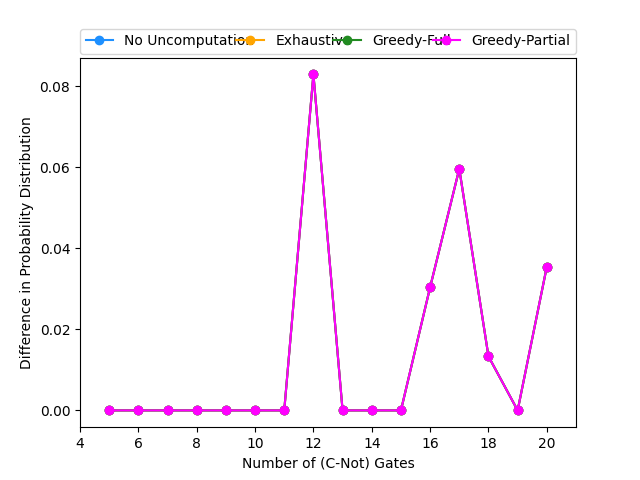 No Uncomputation Exhaustive Greedy-Full Greedy-Partial
0.08
0.06
0.04
0.02
0.00
Difference in Probability Distribution
4 6 8 10 12 14 16 18 20
Number of (C-Not) Gates